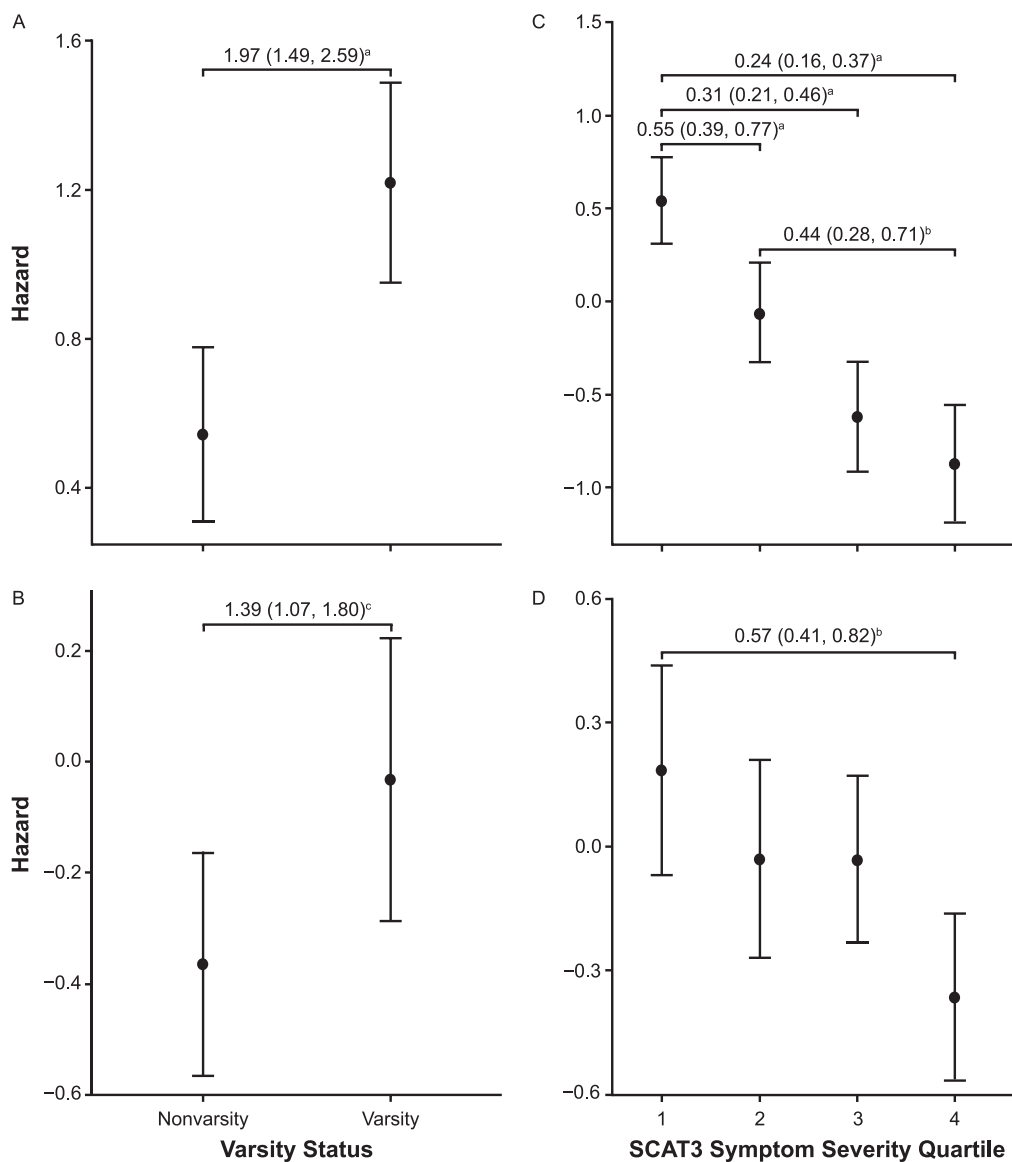 A
1.6
1.97 (1.49, 2.59)ᵃ
1.2
0.8
0.4
Hazard
C
1.5
0.24 (0.16, 0.37)ᵃ
0.31 (0.21, 0.46)ᵃ
1.0
0.55 (0.39, 0.77)ᵃ
0.5
0.44 (0.28, 0.71)ᵇ
0.0
−0.5
−1.0
B
1.39 (1.07, 1.80)ᶜ
0.2
0.0
−0.2
−0.4
−0.6
Hazard
Nonvarsity Varsity
Varsity Status
D
0.6
0.57 (0.41, 0.82)ᵇ
0.3
0.0
−0.3
−0.6
1 2 3 4
SCAT3 Symptom Severity Quartile